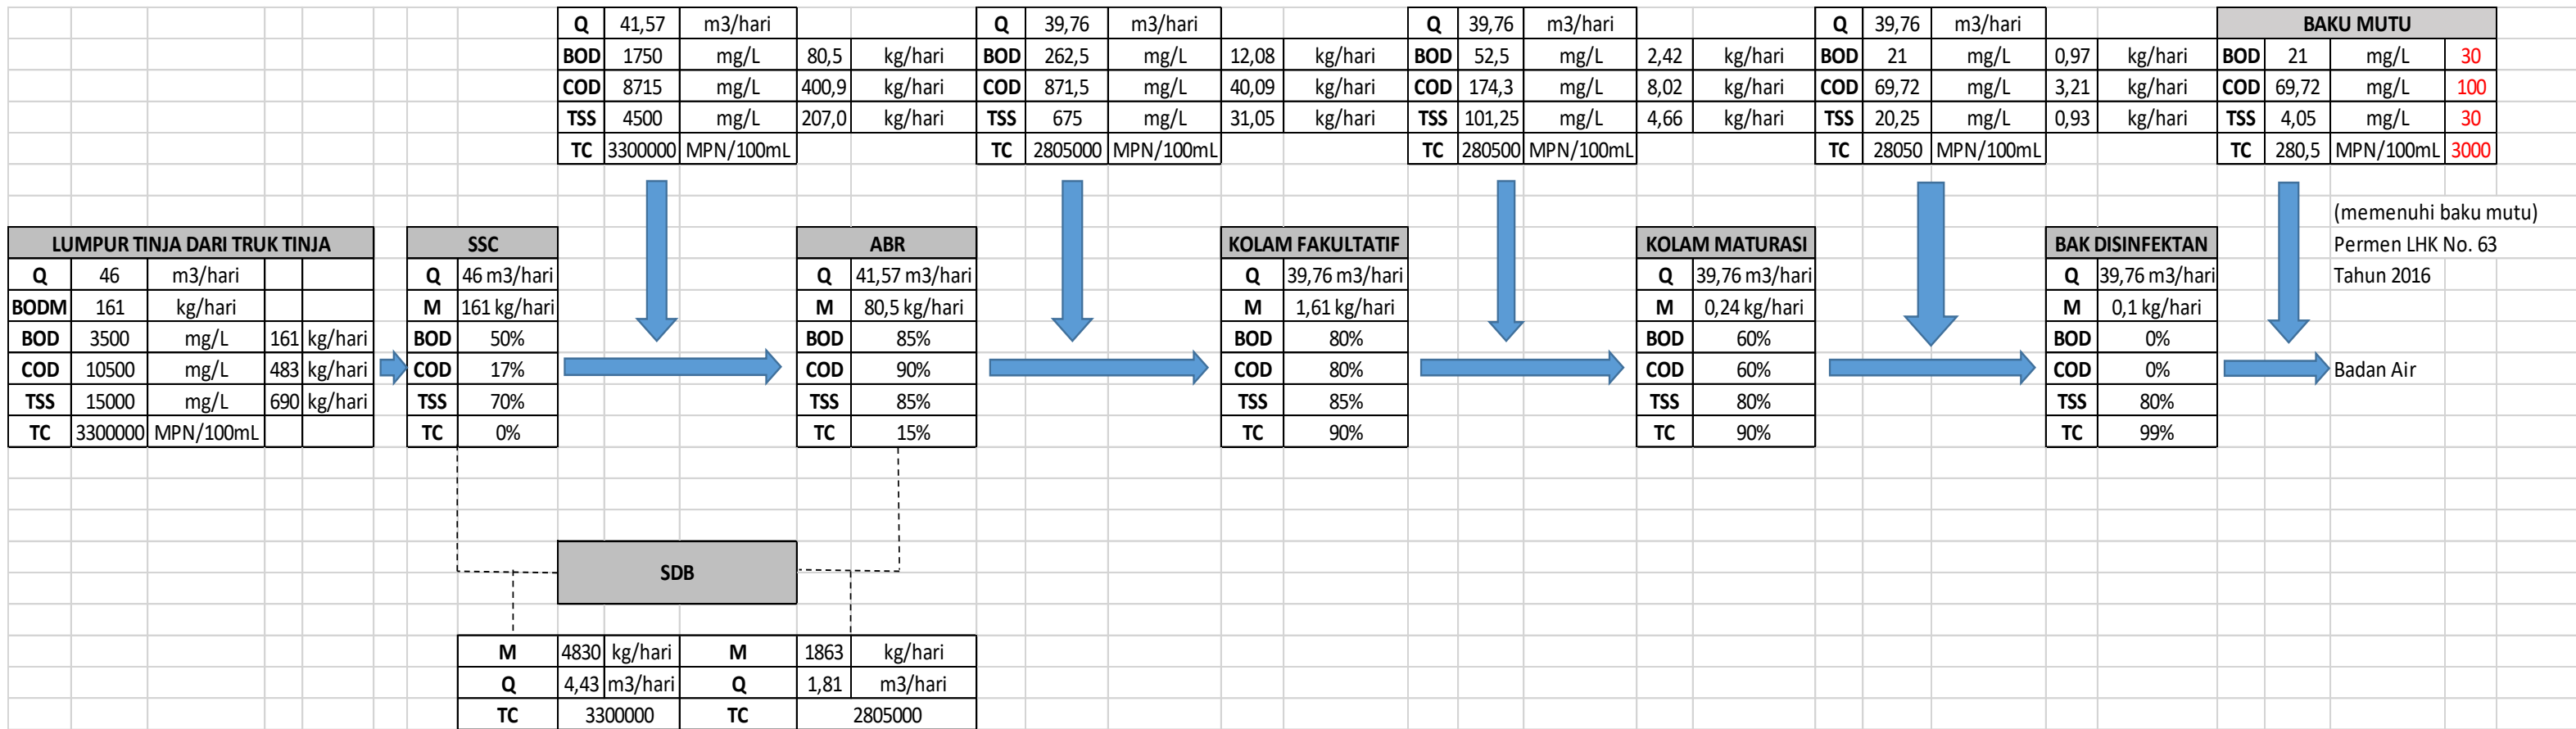 Q 41,57 m3/hari Q 39,76 m3/hari Q 39,76 m3/hari Q 39,76 m3/hari BAKU MUTU
BOD 1750 mg/L 80,5 kg/hari BOD 262,5 mg/L 12,08 kg/hari BOD 52,5 mg/L 2,42 kg/hari BOD 21 mg/L 0,97 kg/hari BOD 21 mg/L 30
COD 8715 mg/L 400,9 kg/hari COD 871,5 mg/L 40,09 kg/hari COD 174,3 mg/L 8,02 kg/hari COD 69,72 mg/L 3,21 kg/hari COD 69,72 mg/L 100
TSS 4500 mg/L 207,0 kg/hari TSS 675 mg/L 31,05 kg/hari TSS 101,25 mg/L 4,66 kg/hari TSS 20,25 mg/L 0,93 kg/hari TSS 4,05 mg/L 30
TC 3300000 MPN/100mL TC 2805000 MPN/100mL TC 280500 MPN/100mL TC 28050 MPN/100mL TC 280,5 MPN/100mL 3000
(memenuhi baku mutu)
LUMPUR TINJA DARI TRUK TINJA SSC ABR KOLAM FAKULTATIF KOLAM MATURASI BAK DISINFEKTAN Permen LHK No. 63
Q 46 m3/hari Q 46 m3/hari Q 41,57 m3/hari Q 39,76 m3/hari Q 39,76 m3/hari Q 39,76 m3/hari Tahun 2016
BODM 161 kg/hari M 161 kg/hari M 80,5 kg/hari M 1,61 kg/hari M 0,24 kg/hari M 0,1 kg/hari
BOD 3500 mg/L 161 kg/hari BOD 50% BOD 85% BOD 80% BOD 60% BOD 0%
COD 10500 mg/L 483 kg/hari COD 17% COD 90% COD 80% COD 60% COD 0% Badan Air
TSS 15000 mg/L 690 kg/hari TSS 70% TSS 85% TSS 85% TSS 80% TSS 80%
TC 3300000 MPN/100mL TC 0% TC 15% TC 90% TC 90% TC 99%
SDB
M 4830 kg/hari M 1863 kg/hari
Q 4,43 m3/hari Q 1,81 m3/hari
TC 3300000 TC 2805000